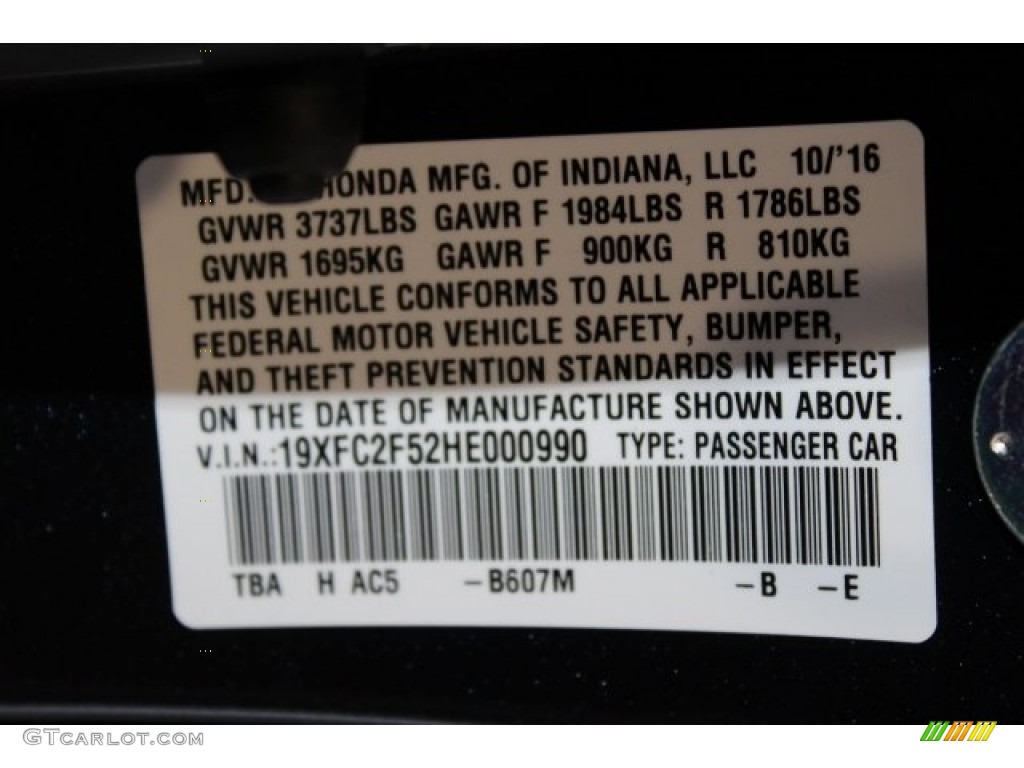 MFD. HONDA MFG. OF INDIANA, LLC 10/'16
GVWR 3737LBS GAWR F 1984LBS R 1786LBS
GVWR 1695KG GAWR F 900KG R 810KG
THIS VEHICLE CONFORMS TO ALL APPLICABLE
FEDERAL MOTOR VEHICLE SAFETY, BUMPER,
AND THEFT PREVENTION STANDARDS IN EFFECT
ON THE DATE OF MANUFACTURE SHOWN ABOVE.
V.I.N.:19XFC2F52HE000990 TYPE: PASSENGER CAR
TBA H AC5 -B607M -B -E
GTCARLOT.COM